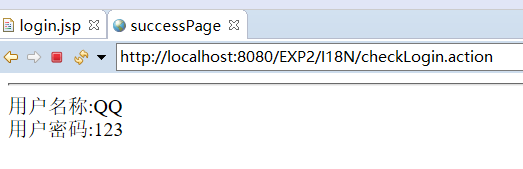 login.jsp successPage
http://localhost:8080/EXP2/I18N/checkLogin.action
用户名称:QQ
用户密码:123